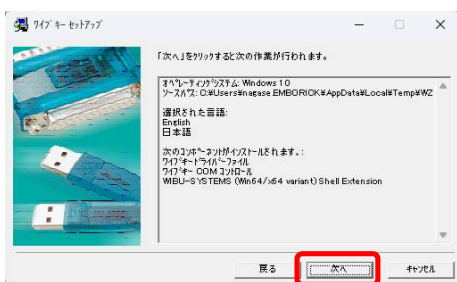 ワイブ キー セットアップ
「次へ」をクリックすると次の作業が行われます。
オペレーティングシステム: Windows 10
ソースパス: C:¥Users¥nagase.EMBORICK¥AppData¥Local¥Temp¥WZ
選択された言語:
English
日本語
次のコンポーネントがインストールされます。:
ワイブキードライバーファイル
ワイブキー COM コントロール
WIBU-SYSTEMS (Win64/x64 variant) Shell Extension
戻る
次へ
キャンセル